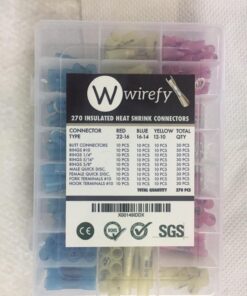 W wirefy
270 INSULATED HEAT SHRINK CONNECTORS
CONNECTOR TYPE RED 22-16 BLUE 16-14 YELLOW 12-10 TOTAL QTY
BUTT CONNECTORS 10 PCS 10 PCS 10 PCS 30 PCS
RINGS #10 10 PCS 10 PCS 10 PCS 30 PCS
RINGS 1/4" 10 PCS 10 PCS 10 PCS 30 PCS
RINGS 5/16" 10 PCS 10 PCS 10 PCS 30 PCS
RINGS 3/8" 10 PCS 10 PCS 10 PCS 30 PCS
MALE QUICK DISC. 10 PCS 10 PCS 10 PCS 30 PCS
FEMALE QUICK DISC. 10 PCS 10 PCS 10 PCS 30 PCS
FORK TERMINALS #10 10 PCS 10 PCS 10 PCS 30 PCS
HOOK TERMINALS #10 10 PCS 10 PCS 10 PCS 30 PCS
TOTAL QUANTITY 270 PCS
CE SGS